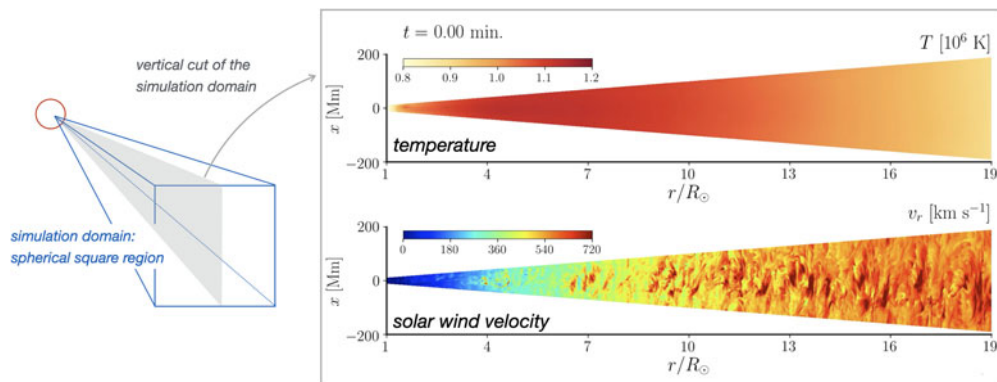 vertical cut of the
simulation domain
simulation domain:
spherical square region
t = 0.00 min.
T [10⁶ K]
0.8 0.9 1.0 1.1 1.2
200
0
−200
x [Mm]
temperature
1 4 7 10 13 16 19
r/R☉
v_r [km s⁻¹]
0 180 360 540 720
200
0
−200
x [Mm]
solar wind velocity
1 4 7 10 13 16 19
r/R☉